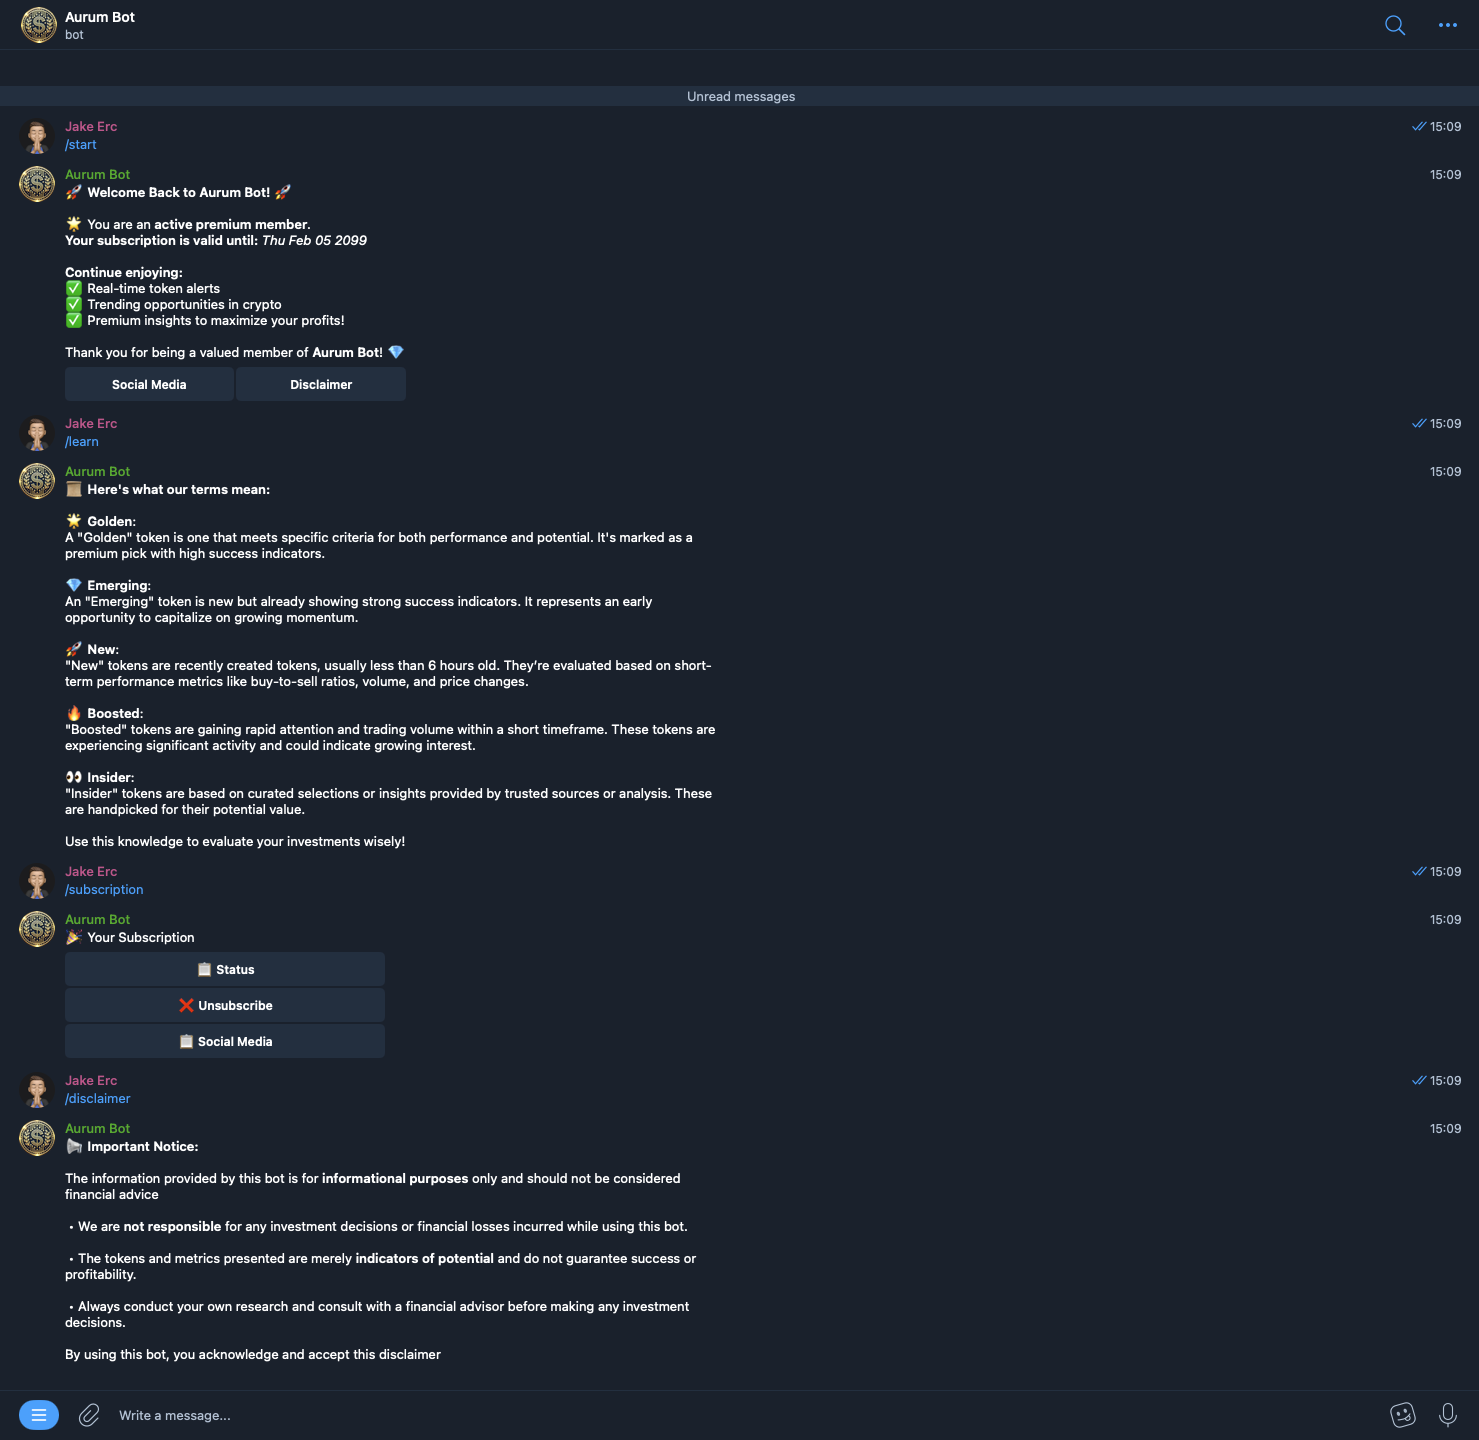 Aurum Bot
bot
Unread messages
Jake Erc
15:09
/start
Aurum Bot
15:09
🚀 Welcome Back to Aurum Bot! 🚀
🌟 You are an active premium member.
Your subscription is valid until: Thu Feb 05 2099
Continue enjoying:
✅ Real-time token alerts
✅ Trending opportunities in crypto
✅ Premium insights to maximize your profits!
Thank you for being a valued member of Aurum Bot! 💎
Social Media
Disclaimer
Jake Erc
15:09
/learn
Aurum Bot
15:09
📜 Here's what our terms mean:
🌟 Golden:
A "Golden" token is one that meets specific criteria for both performance and potential. It's marked as a
premium pick with high success indicators.
💎 Emerging:
An "Emerging" token is new but already showing strong success indicators. It represents an early
opportunity to capitalize on growing momentum.
🚀 New:
"New" tokens are recently created tokens, usually less than 6 hours old. They’re evaluated based on short-
term performance metrics like buy-to-sell ratios, volume, and price changes.
🔥 Boosted:
"Boosted" tokens are gaining rapid attention and trading volume within a short timeframe. These tokens are
experiencing significant activity and could indicate growing interest.
👀 Insider:
"Insider" tokens are based on curated selections or insights provided by trusted sources or analysis. These
are handpicked for their potential value.
Use this knowledge to evaluate your investments wisely!
Jake Erc
15:09
/subscription
Aurum Bot
15:09
🎉 Your Subscription
📋 Status
❌ Unsubscribe
📋 Social Media
Jake Erc
15:09
/disclaimer
Aurum Bot
15:09
📢 Important Notice:
The information provided by this bot is for informational purposes only and should not be considered
financial advice
• We are not responsible for any investment decisions or financial losses incurred while using this bot.
• The tokens and metrics presented are merely indicators of potential and do not guarantee success or
profitability.
• Always conduct your own research and consult with a financial advisor before making any investment
decisions.
By using this bot, you acknowledge and accept this disclaimer
Write a message...